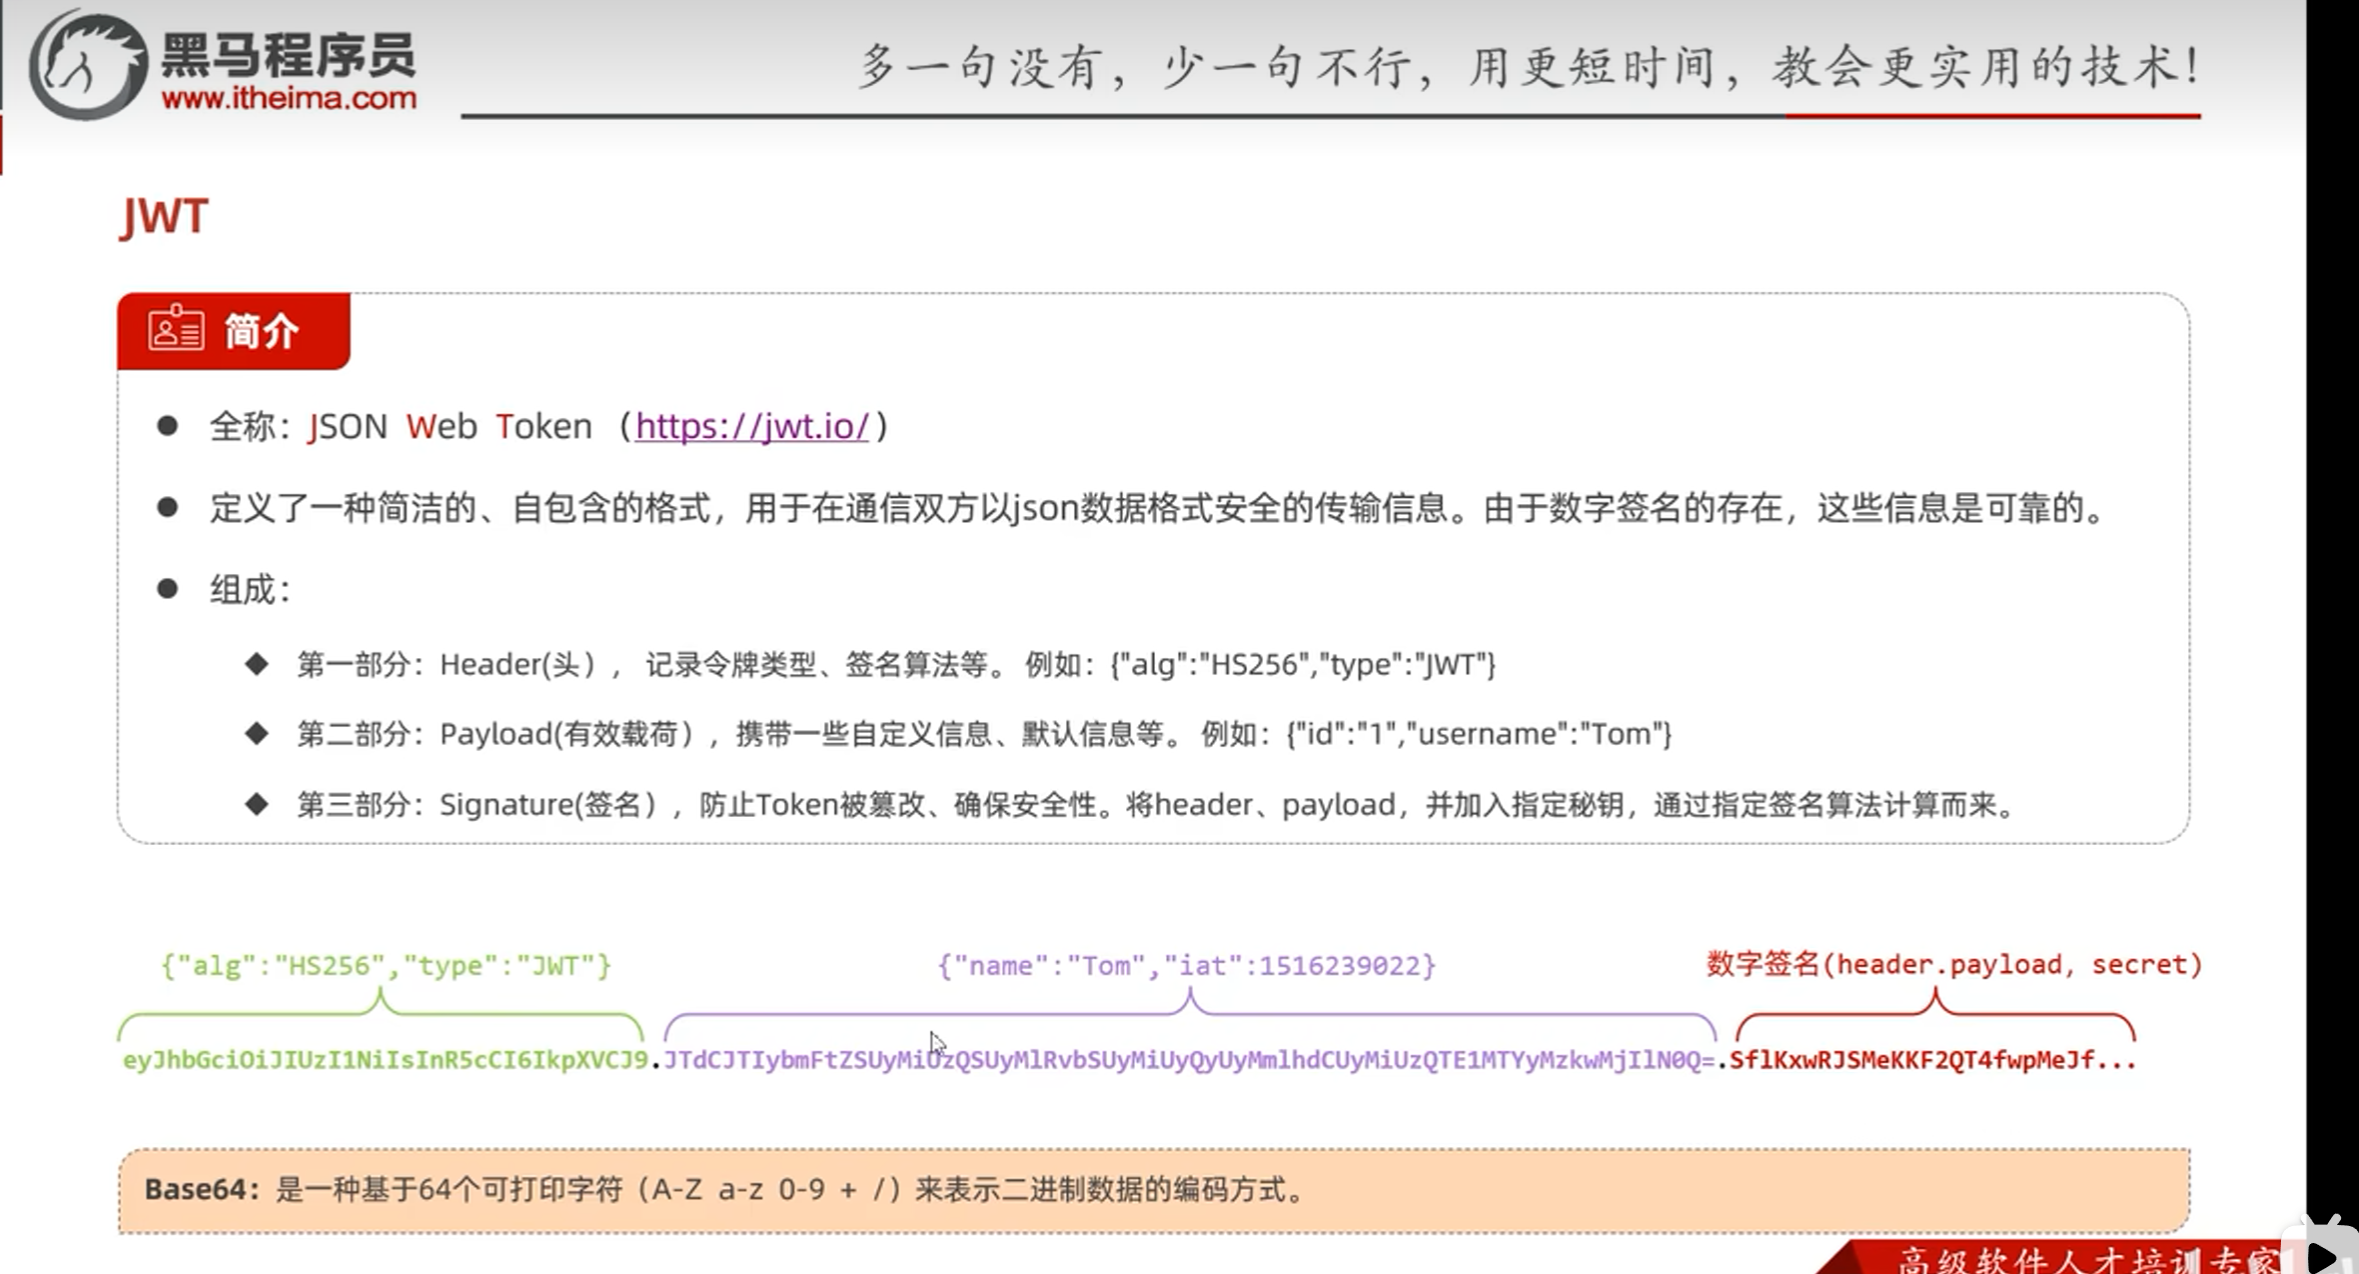 黑马程序员
www.itheima.com
多一句没有，少一句不行，用更短时间，教会更实用的技术！
JWT
简介
● 全称：JSON Web Token（https://jwt.io/）
● 定义了一种简洁的、自包含的格式，用于在通信双方以json数据格式安全的传输信息。由于数字签名的存在，这些信息是可靠的。
● 组成：
◆ 第一部分：Header(头）， 记录令牌类型、签名算法等。 例如：{"alg":"HS256","type":"JWT"}
◆ 第二部分：Payload(有效载荷），携带一些自定义信息、默认信息等。 例如：{"id":"1","username":"Tom"}
◆ 第三部分：Signature(签名），防止Token被篡改、确保安全性。将header、payload，并加入指定秘钥，通过指定签名算法计算而来。
{"alg":"HS256","type":"JWT"} {"name":"Tom","iat":1516239022} 数字签名(header.payload, secret)
eyJhbGciOiJIUzI1NiIsInR5cCI6IkpXVCJ9.JTdCJTIybmFtZSUyMiUzQSUyMlRvbSUyMiUyQyUyMmlhdCUyMiUzQTE1MTYyMzkwMjIlN0Q=.SflKxwRJSMeKKF2QT4fwpMeJf...
Base64：是一种基于64个可打印字符（A-Z a-z 0-9 + /）来表示二进制数据的编码方式。
高级软件人才培训专家